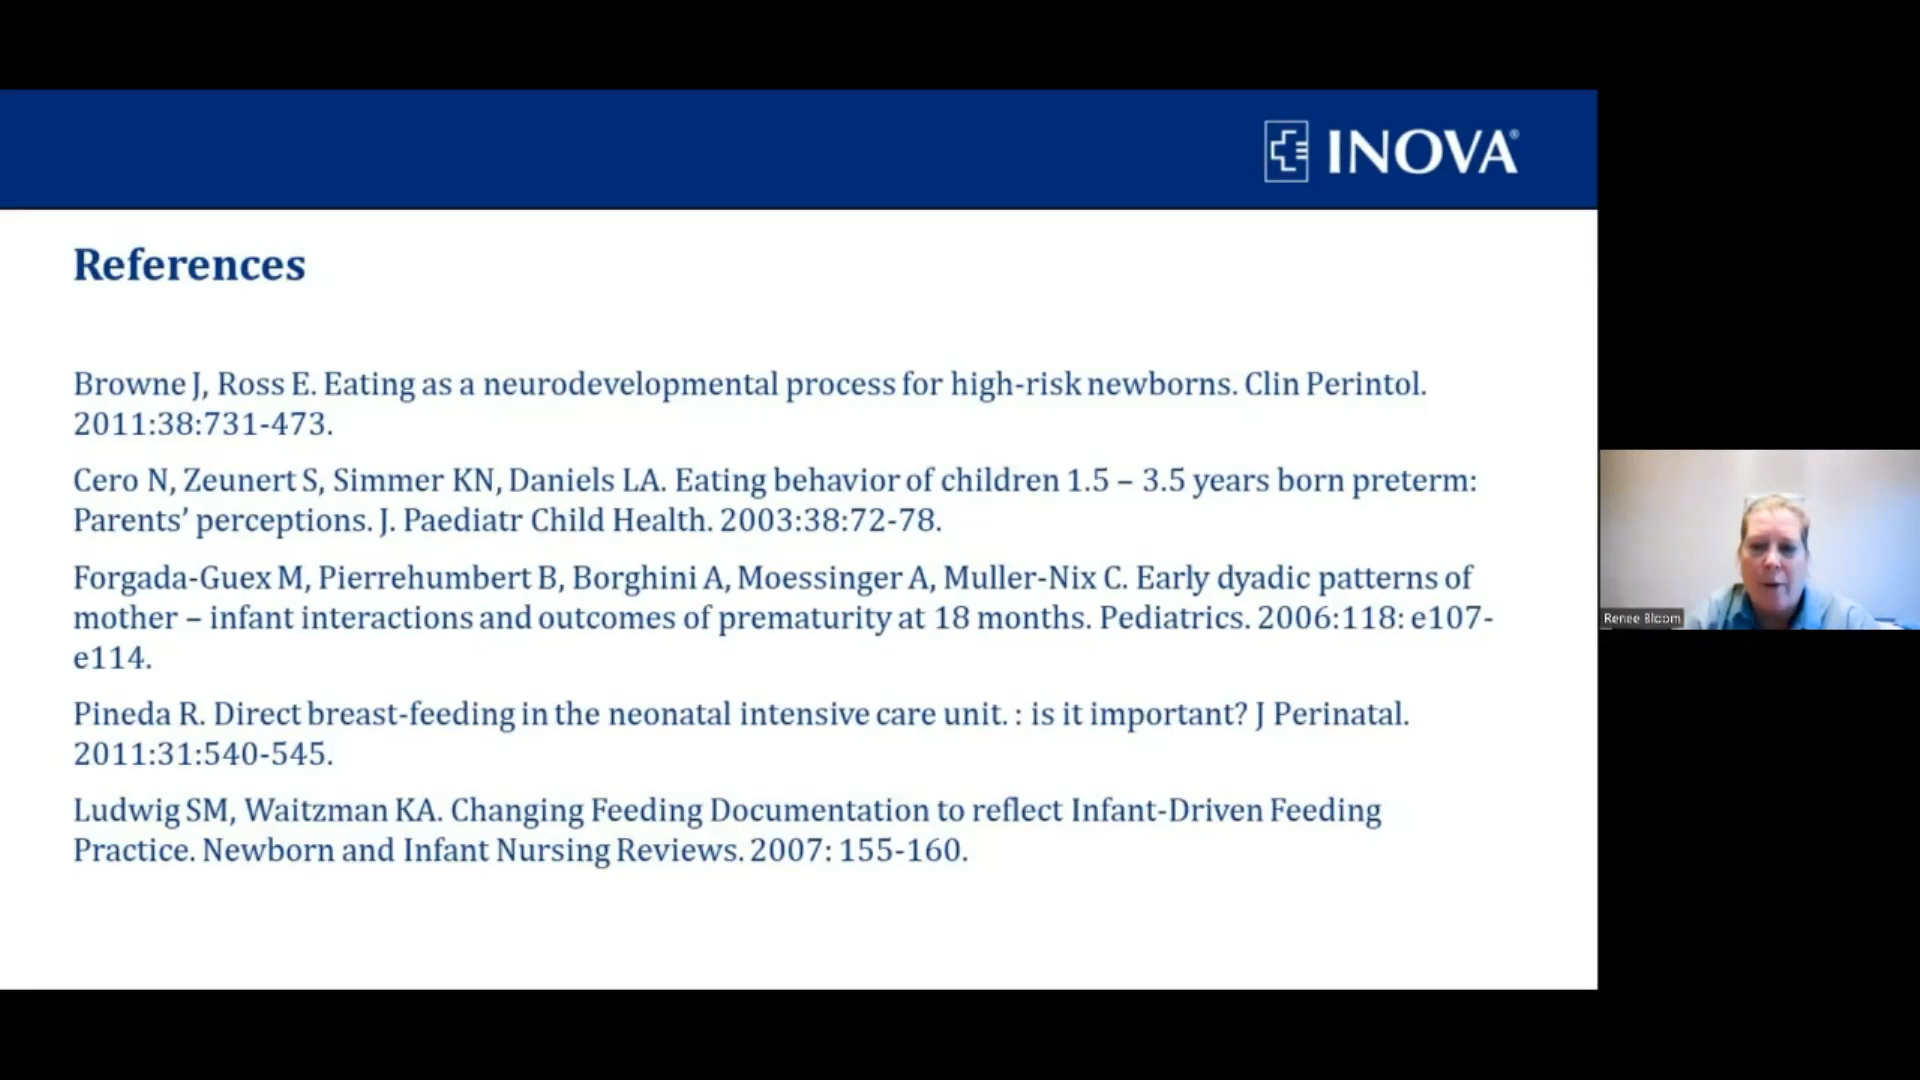 INOVA®
References
Browne J, Ross E. Eating as a neurodevelopmental process for high-risk newborns. Clin Perintol.
2011:38:731-473.
Cero N, Zeunert S, Simmer KN, Daniels LA. Eating behavior of children 1.5 – 3.5 years born preterm:
Parents’ perceptions. J. Paediatr Child Health. 2003:38:72-78.
Forgada-Guex M, Pierrehumbert B, Borghini A, Moessinger A, Muller-Nix C. Early dyadic patterns of
mother – infant interactions and outcomes of prematurity at 18 months. Pediatrics. 2006:118: e107-
e114.
Pineda R. Direct breast-feeding in the neonatal intensive care unit. : is it important? J Perinatal.
2011:31:540-545.
Ludwig SM, Waitzman KA. Changing Feeding Documentation to reflect Infant-Driven Feeding
Practice. Newborn and Infant Nursing Reviews. 2007: 155-160.
Renee Bloom